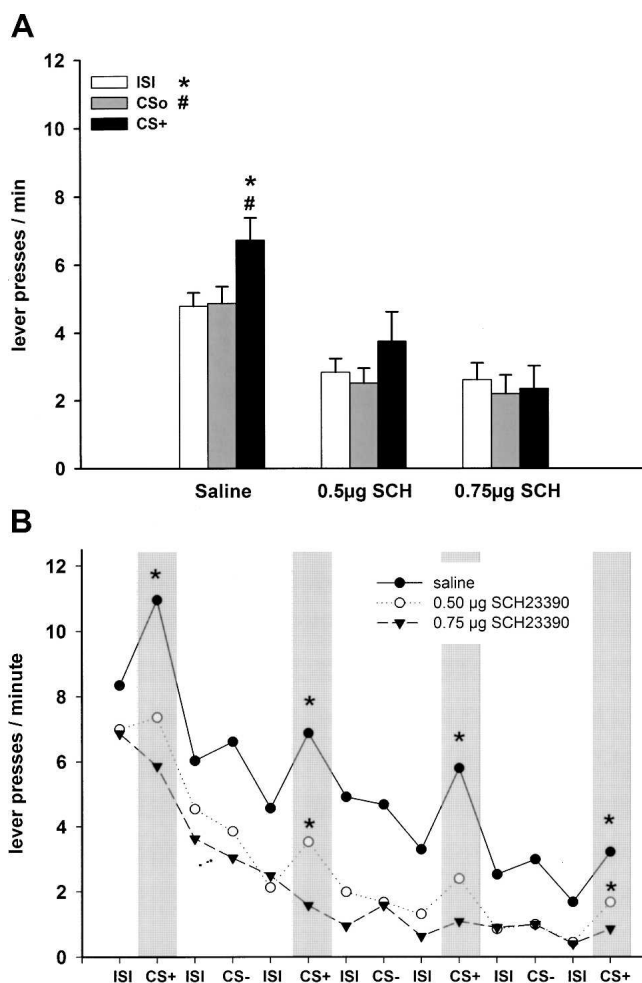 A
12
10
8
6
4
2
0
lever presses / min
ISI *
CSo #
CS+
*
#
Saline 0.5µg SCH 0.75µg SCH
B
12
10
8
6
4
2
0
lever presses / minute
saline
0.50 µg SCH23390
0.75 µg SCH23390
*
*
*
*
*
*
ISI CS+ ISI CS- ISI CS+ ISI CS- ISI CS+ ISI CS- ISI CS+